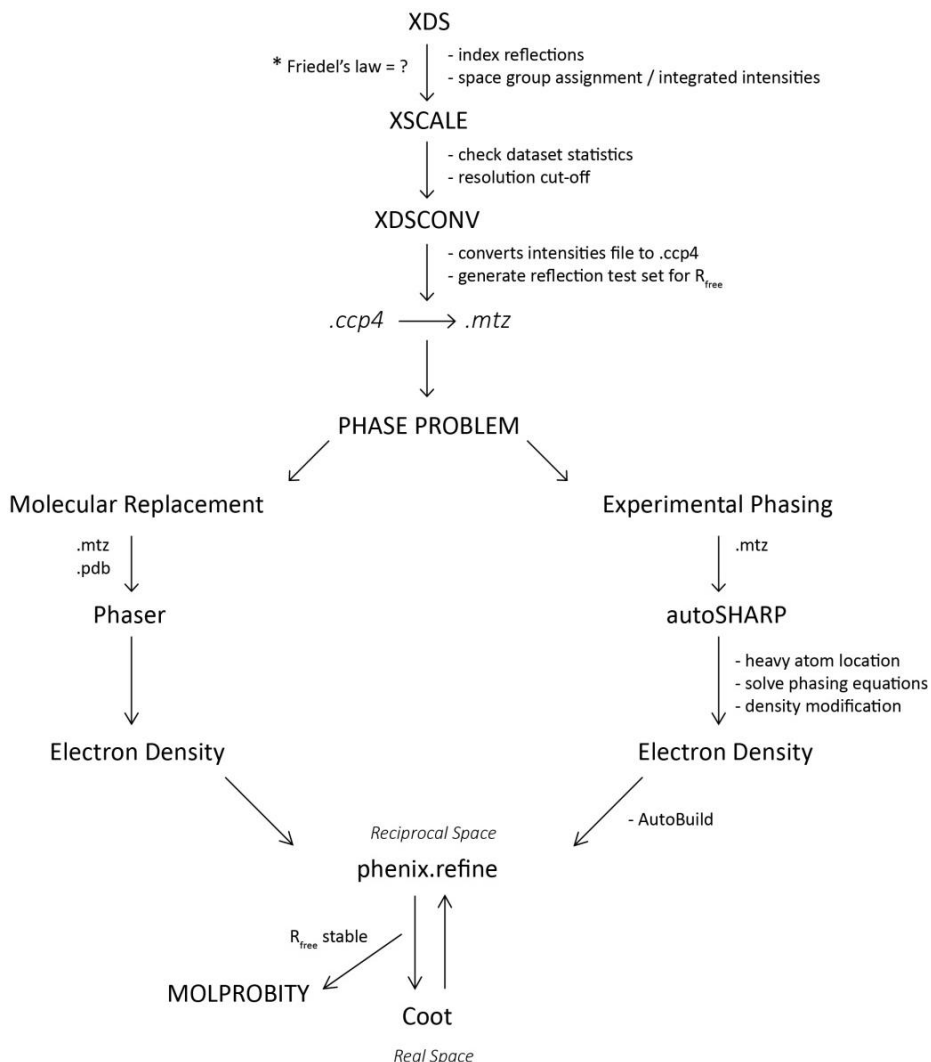 XDS
* Friedel's law = ?
- index reflections
- space group assignment / integrated intensities
XSCALE
- check dataset statistics
- resolution cut-off
XDSCONV
- converts intensities file to .ccp4
- generate reflection test set for Rfree
.ccp4
.mtz
PHASE PROBLEM
Molecular Replacement
Experimental Phasing
.mtz
.pdb
.mtz
Phaser
autoSHARP
- heavy atom location
- solve phasing equations
- density modification
Electron Density
Electron Density
- AutoBuild
Reciprocal Space
phenix.refine
Rfree stable
MOLPROBITY
Coot
Real Space